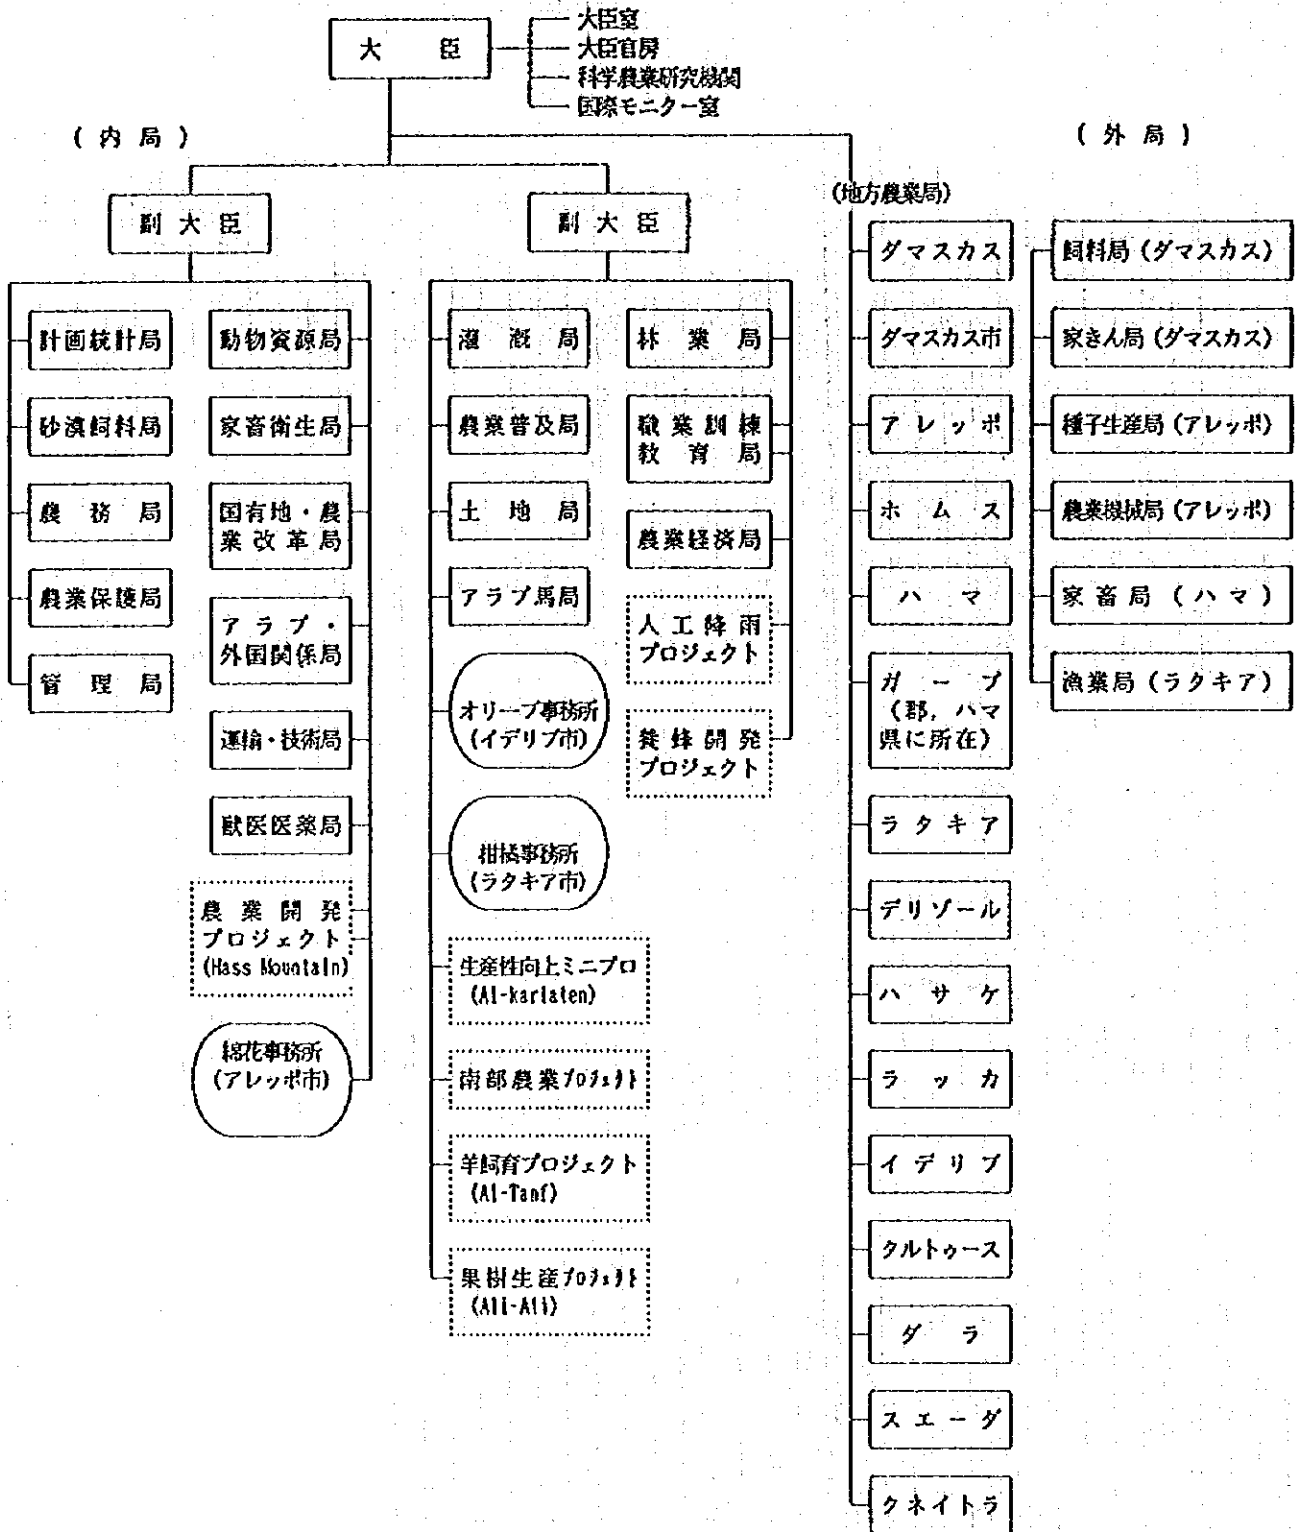 大臣
大臣室
大臣官房
科学農業研究機関
国際モニター室
(内局)
(外局)
副大臣
計画統計局
砂漠飼料局
農務局
農業保護局
管理局
動物資源局
家畜衛生局
国有地・農
業改革局
アラブ・
外国関係局
運輸・技術局
獣医医薬局
農業開発
プロジェクト
(Hass Mountain)
綿花事務所
(アレッポ市)
副大臣
灌漑局
農業普及局
土地局
アラブ馬局
オリーブ事務所
(イデリブ市)
柑橘事務所
(ラタキア市)
生産性向上ミニプロ
(Al-kariaten)
南部農業プロジェクト
羊飼育プロジェクト
(Al-Tanf)
果樹生産プロジェクト
林業局
職業訓練
教育局
農業経済局
人工降雨
プロジェクト
養蜂開発
プロジェクト
(地方農業局)
ダマスカス
ダマスカス市
アレッポ
ホムス
ハマ
ガーブ
(郡,ハマ
県に所在)
ラタキア
デリゾール
ハサケ
ラッカ
イデリブ
タルトゥース
ダラ
スエーダ
クネイトラ
飼料局(ダマスカス)
家きん局(ダマスカス)
種子生産局(アレッポ)
農業機械局(アレッポ)
家畜局(ハマ)
漁業局(ラタキア)